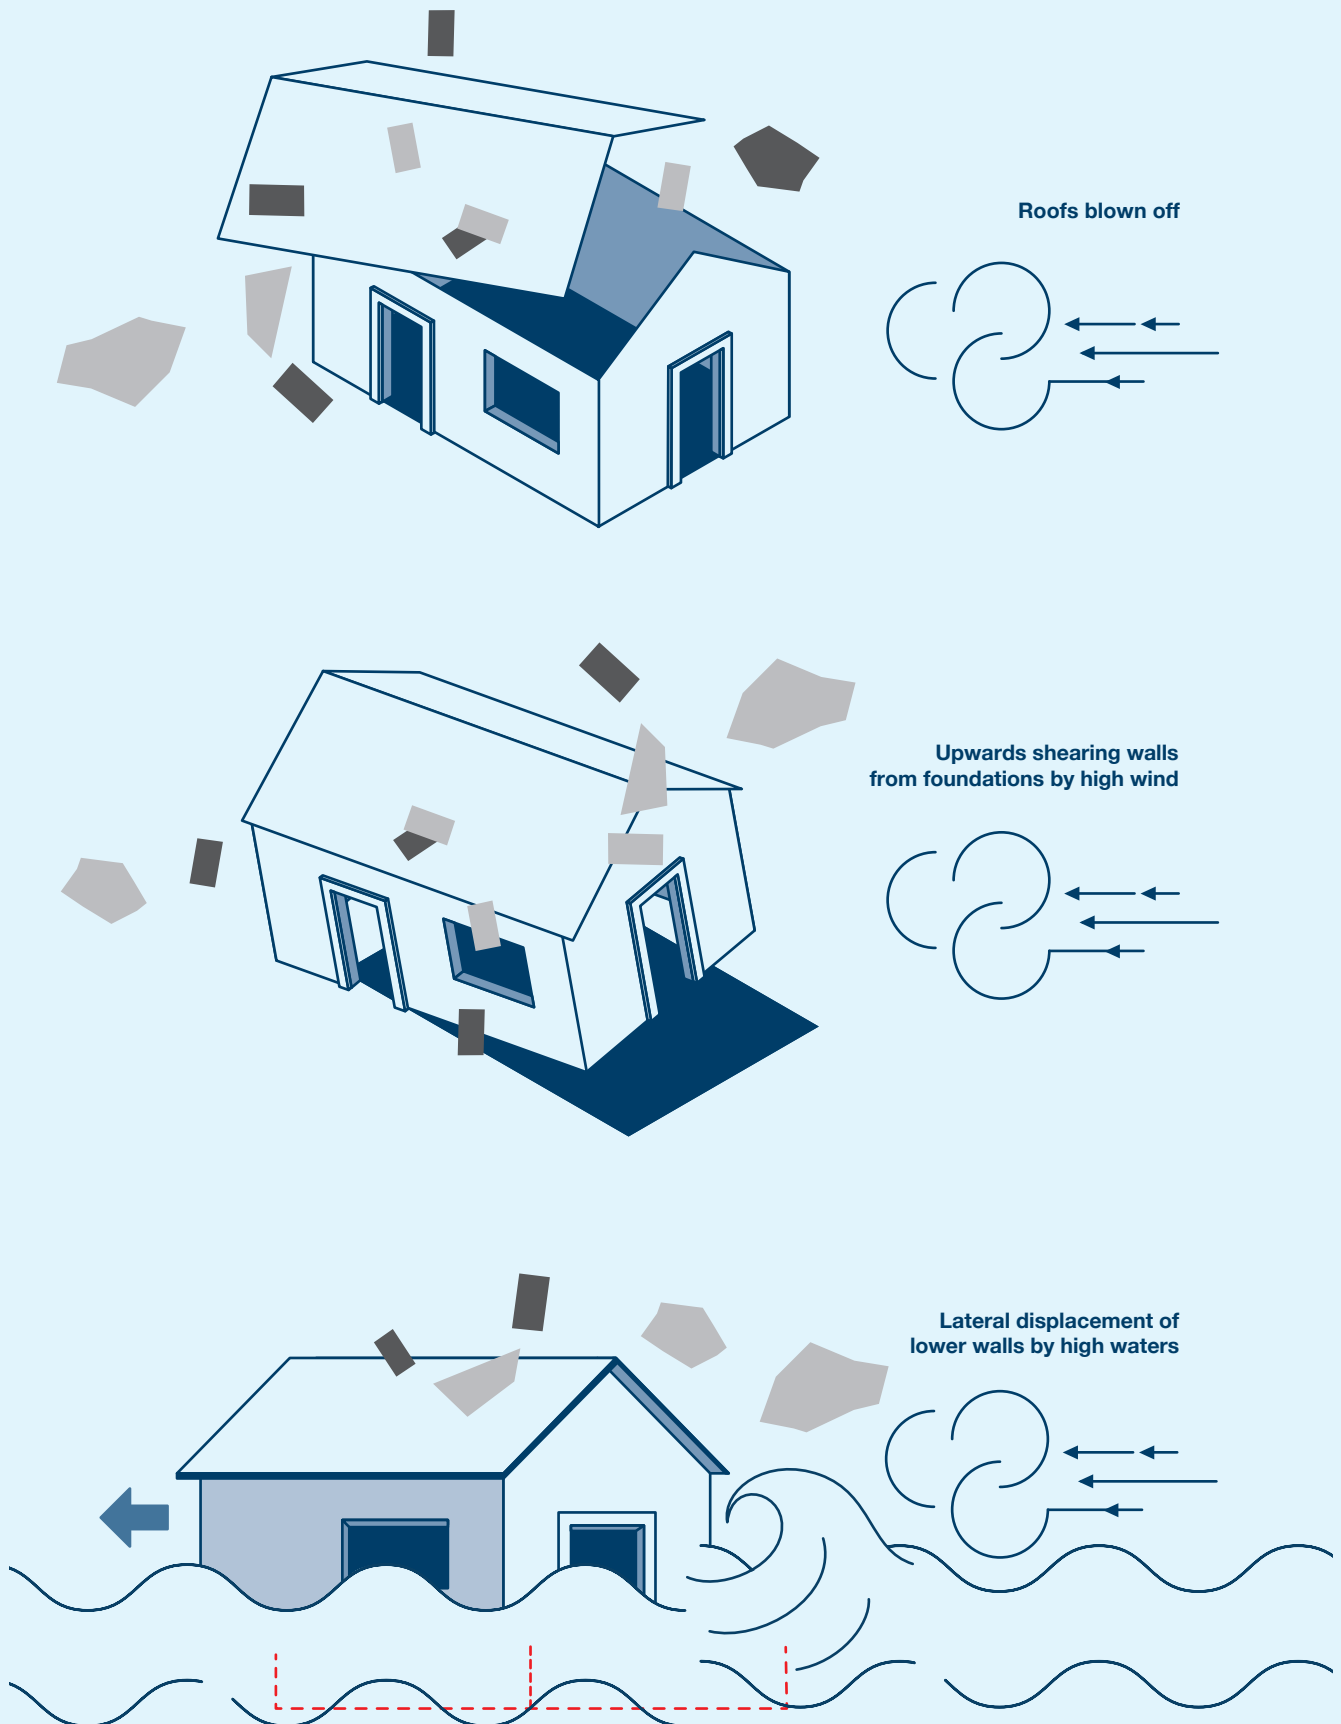 Roofs blown off
Upwards shearing walls
from foundations by high wind
Lateral displacement of
lower walls by high waters